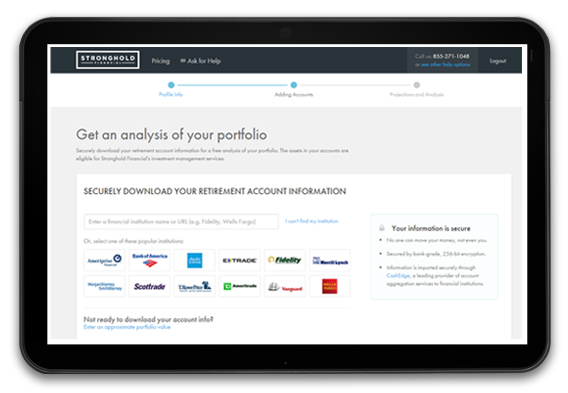 STRONGHOLD
FINANCIAL
Pricing
Ask for Help
Call us 855-271-1048
or see other help options
Logout
Profile Info
Adding Accounts
Projections and Analysis
Get an analysis of your portfolio
Securely download your retirement account information for a free analysis of your portfolio. The assets in your accounts are
eligible for Stronghold Financial's investment management services.
SECURELY DOWNLOAD YOUR RETIREMENT ACCOUNT INFORMATION
Enter a financial institution name or URL (e.g. Fidelity, Wells Fargo)
I can't find my institution
Or, select one of these popular institutions:
Ameriprise
Financial
Bank of America
E*TRADE
Fidelity
Merrill Lynch
Morgan Stanley
Smith Barney
Scottrade
T.Rowe Price
Ameritrade
Vanguard
WELLS
FARGO
Not ready to download your account info?
Enter an approximate portfolio value
Your information is secure
No one can move your money, not even you.
Secured by bank-grade, 256-bit encryption.
Information is imported securely through
CashEdge, a leading provider of account
aggregation services to financial institutions.